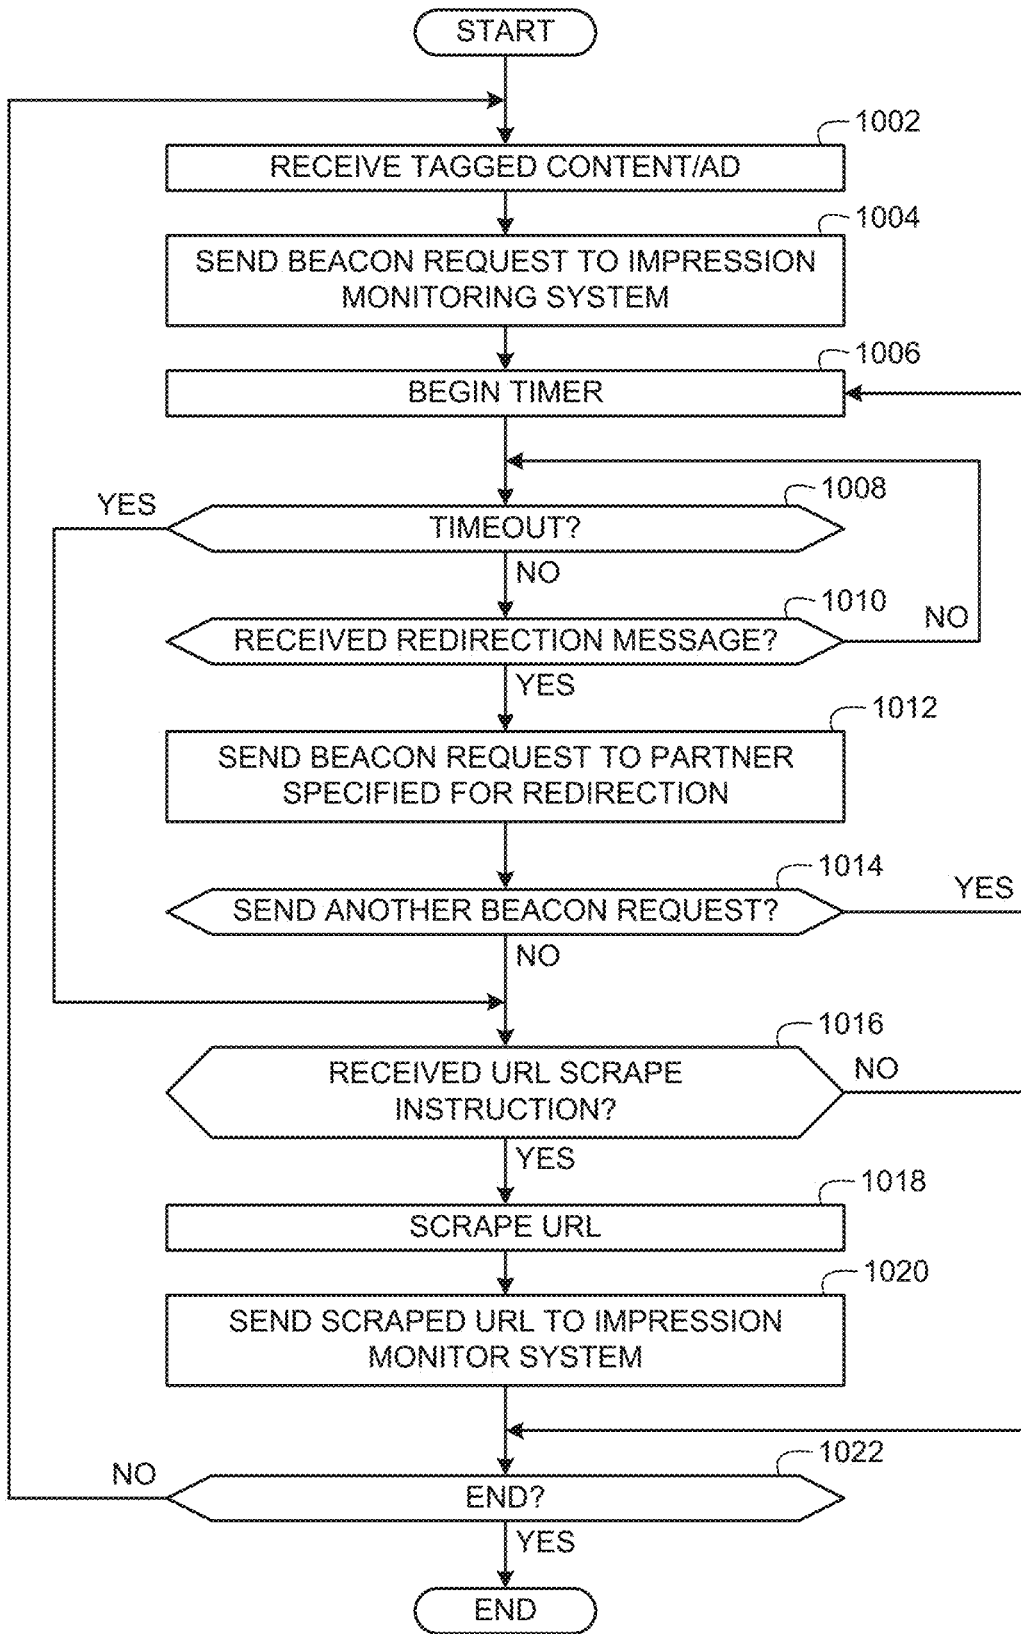 START
1002
RECEIVE TAGGED CONTENT/AD
1004
SEND BEACON REQUEST TO IMPRESSION
MONITORING SYSTEM
1006
BEGIN TIMER
YES
1008
TIMEOUT?
NO
1010
RECEIVED REDIRECTION MESSAGE?
NO
YES
1012
SEND BEACON REQUEST TO PARTNER
SPECIFIED FOR REDIRECTION
1014
SEND ANOTHER BEACON REQUEST?
YES
NO
1016
RECEIVED URL SCRAPE
INSTRUCTION?
NO
YES
1018
SCRAPE URL
1020
SEND SCRAPED URL TO IMPRESSION
MONITOR SYSTEM
1022
NO
END?
YES
END